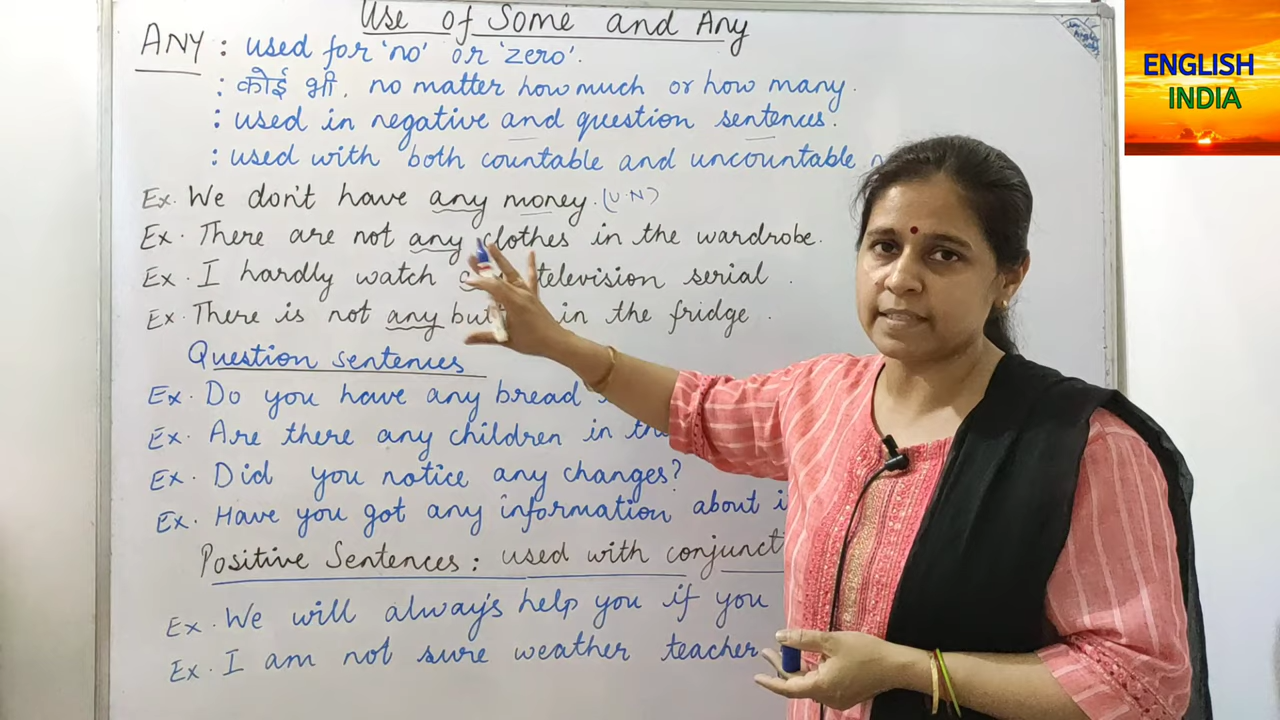 Use of Some and Any
ANY : used for 'no' or 'zero'.
: कोई भी, no matter how much or how many.
: used in negative and question sentences.
: used with both countable and uncountable
Ex. We don't have any money. (U.N)
Ex. There are not any clothes in the wardrobe.
Ex. I hardly watch television serial.
Ex. There is not any in the fridge.
Question sentences
Ex. Do you have any bread
Ex. Are there any children in the
Ex. Did you notice any changes?
Ex. Have you got any information about
Positive Sentences : used with
Ex. We will always help you if you
Ex. I am not sure weather teacher
ENGLISH
INDIA